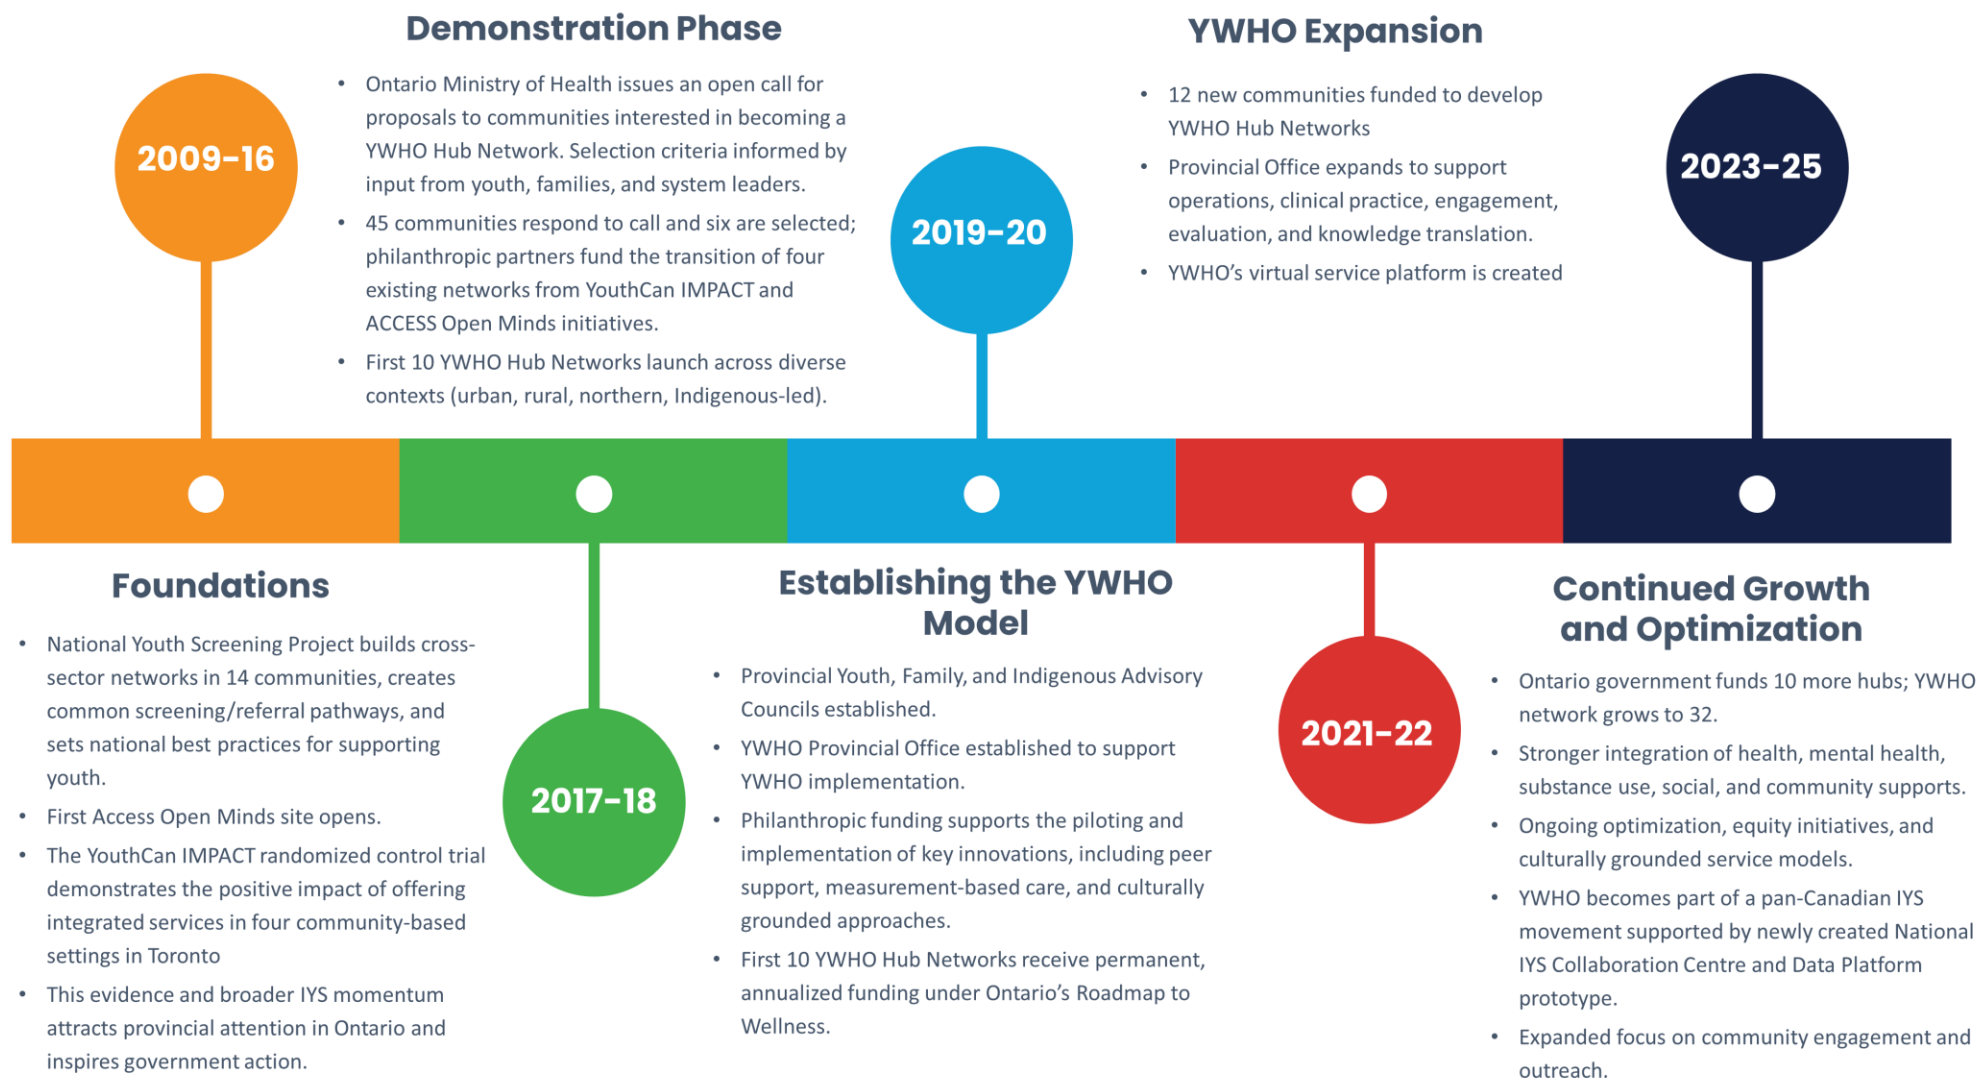 2009-16
Foundations
• National Youth Screening Project builds cross-
sector networks in 14 communities, creates
common screening/referral pathways, and
sets national best practices for supporting
youth.
• First Access Open Minds site opens.
• The YouthCan IMPACT randomized control trial
demonstrates the positive impact of offering
integrated services in four community-based
settings in Toronto
• This evidence and broader IYS momentum
attracts provincial attention in Ontario and
inspires government action.
Demonstration Phase
• Ontario Ministry of Health issues an open call for
proposals to communities interested in becoming a
YWHO Hub Network. Selection criteria informed by
input from youth, families, and system leaders.
• 45 communities respond to call and six are selected;
philanthropic partners fund the transition of four
existing networks from YouthCan IMPACT and
ACCESS Open Minds initiatives.
• First 10 YWHO Hub Networks launch across diverse
contexts (urban, rural, northern, Indigenous-led).
2017-18
2019-20
Establishing the YWHO
Model
• Provincial Youth, Family, and Indigenous Advisory
Councils established.
• YWHO Provincial Office established to support
YWHO implementation.
• Philanthropic funding supports the piloting and
implementation of key innovations, including peer
support, measurement-based care, and culturally
grounded approaches.
• First 10 YWHO Hub Networks receive permanent,
annualized funding under Ontario’s Roadmap to
Wellness.
YWHO Expansion
• 12 new communities funded to develop
YWHO Hub Networks
• Provincial Office expands to support
operations, clinical practice, engagement,
evaluation, and knowledge translation.
• YWHO’s virtual service platform is created
2021-22
2023-25
Continued Growth
and Optimization
• Ontario government funds 10 more hubs; YWHO
network grows to 32.
• Stronger integration of health, mental health,
substance use, social, and community supports.
• Ongoing optimization, equity initiatives, and
culturally grounded service models.
• YWHO becomes part of a pan-Canadian IYS
movement supported by newly created National
IYS Collaboration Centre and Data Platform
prototype.
• Expanded focus on community engagement and
outreach.